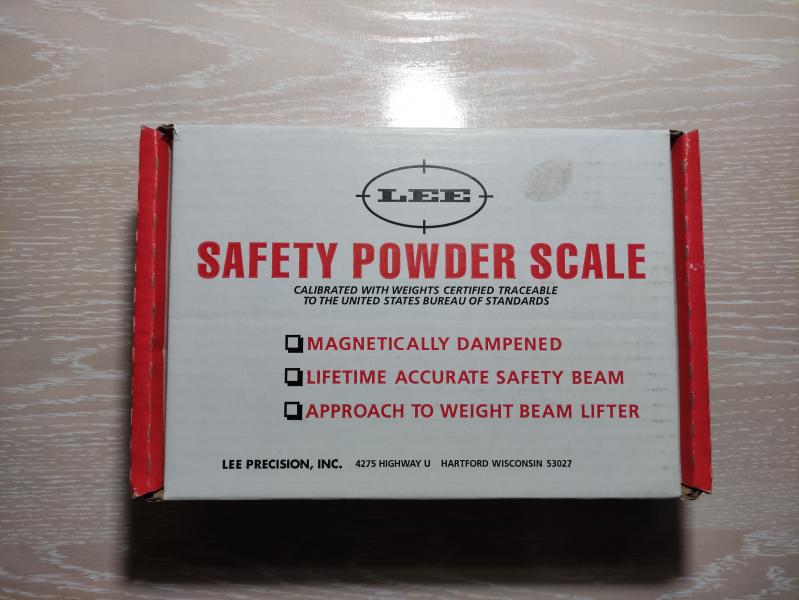 LEE
SAFETY POWDER SCALE
CALIBRATED WITH WEIGHTS CERTIFIED TRACEABLE
TO THE UNITED STATES BUREAU OF STANDARDS
MAGNETICALLY DAMPENED
LIFETIME ACCURATE SAFETY BEAM
APPROACH TO WEIGHT BEAM LIFTER
LEE PRECISION, INC. 4275 HIGHWAY U HARTFORD WISCONSIN 53027